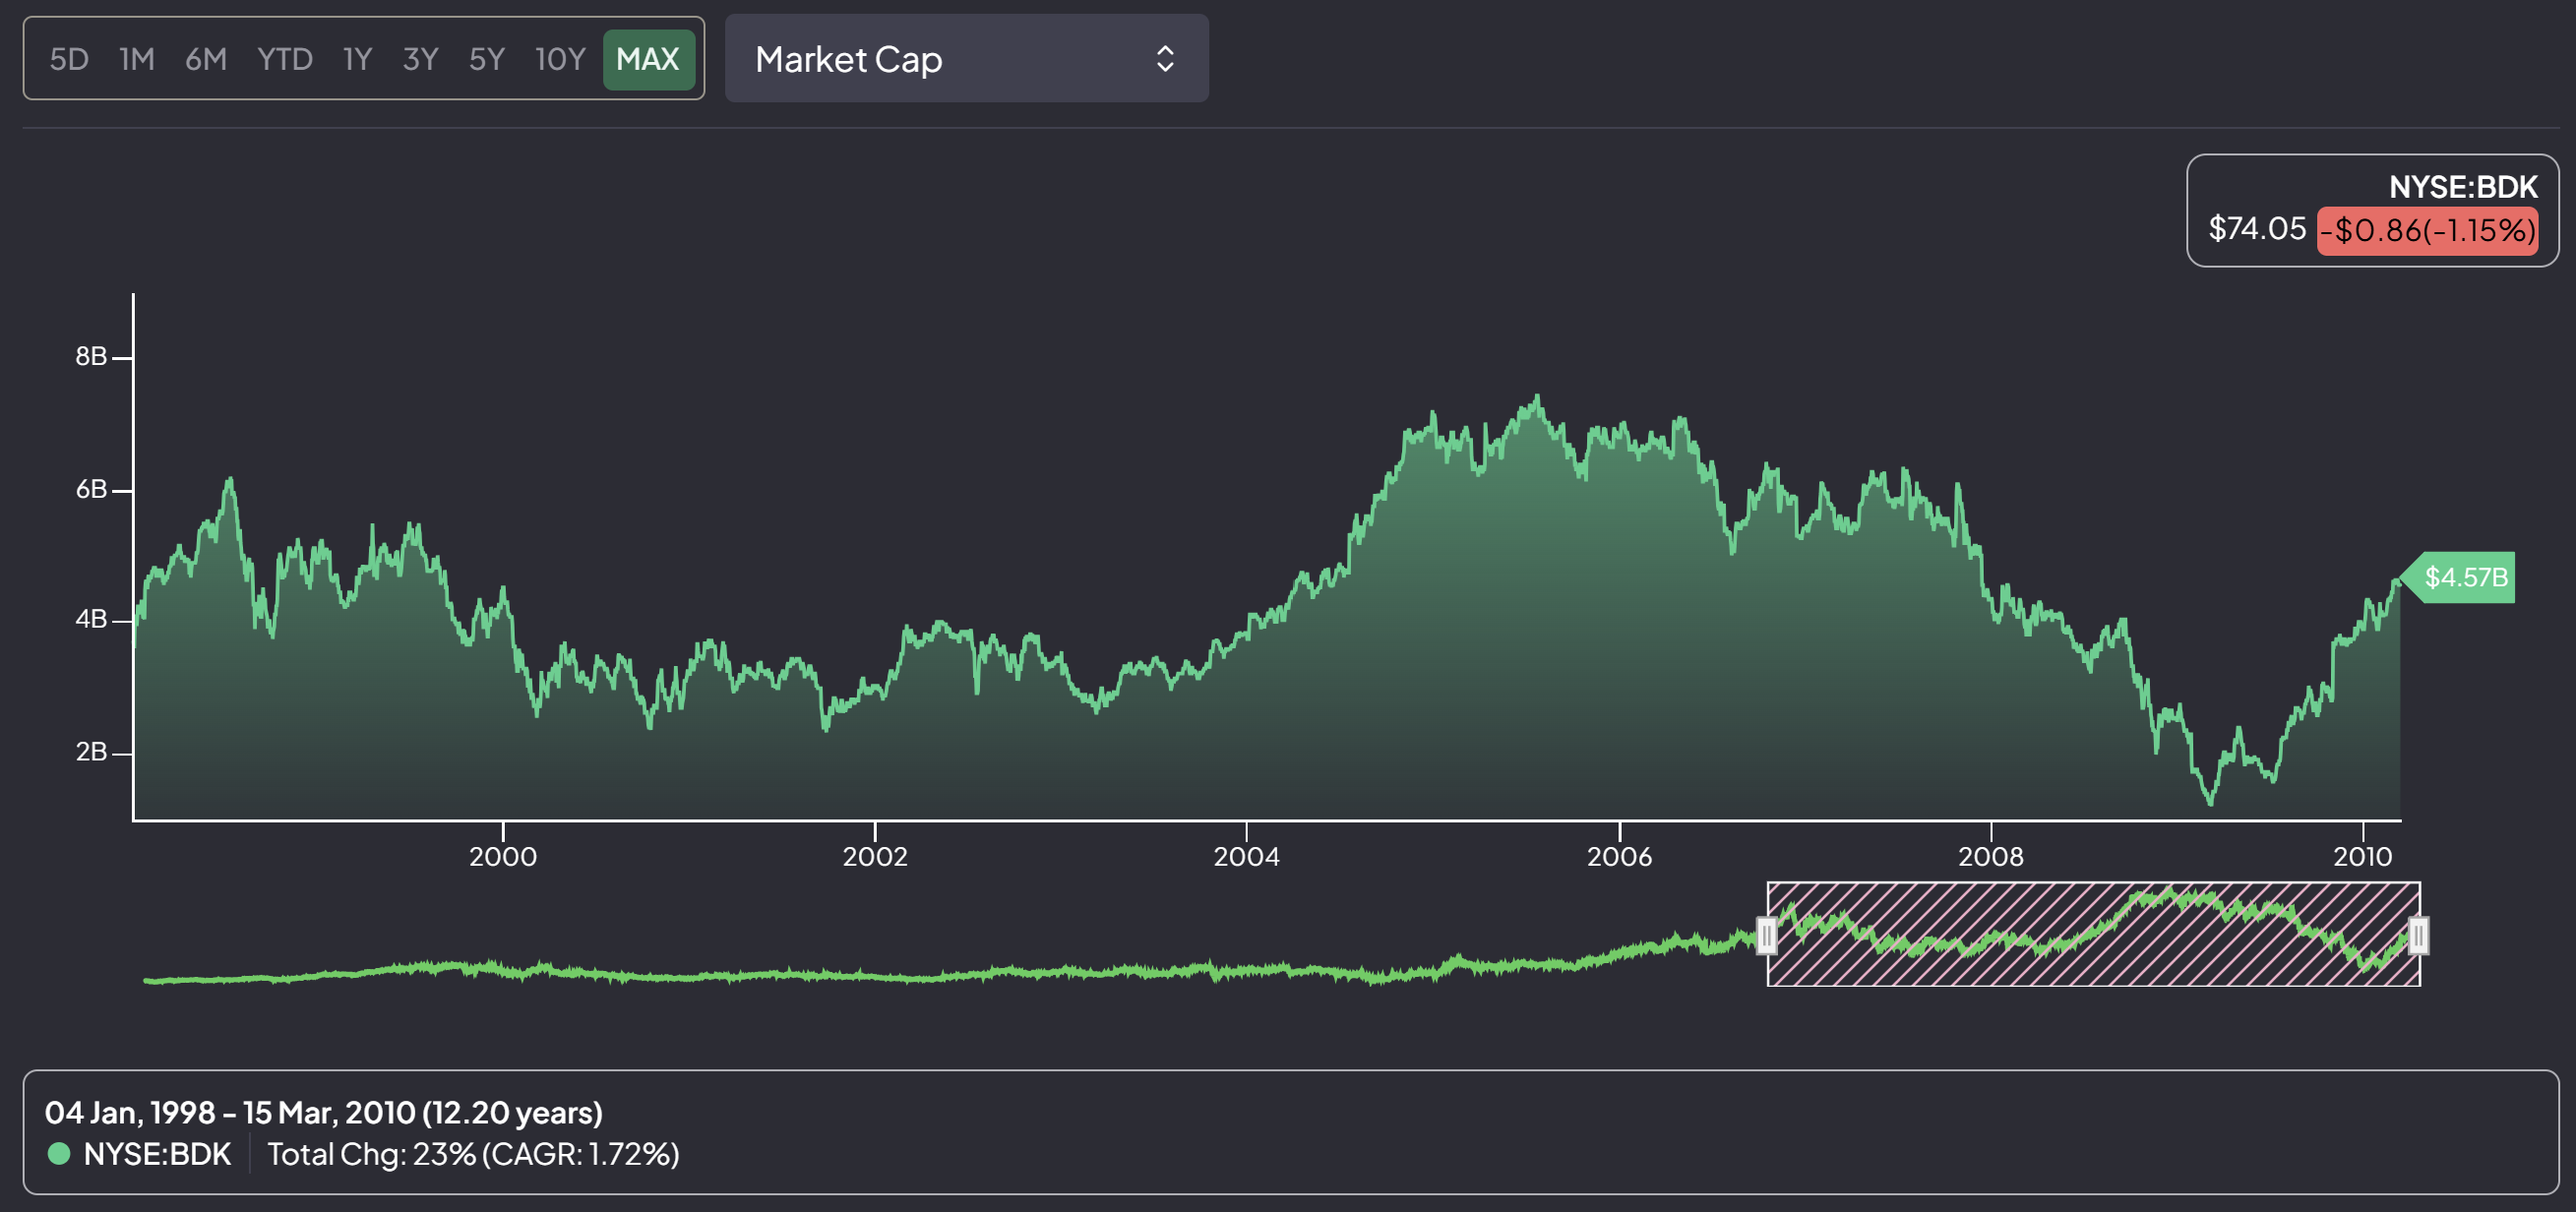 5D 1M 6M YTD 1Y 3Y 5Y 10Y MAX Market Cap
NYSE:BDK
$74.05 -$0.86(-1.15%)
8B
6B
4B
2B
$4.57B
2000 2002 2004 2006 2008 2010
04 Jan, 1998 - 15 Mar, 2010 (12.20 years)
NYSE:BDK Total Chg: 23% (CAGR: 1.72%)